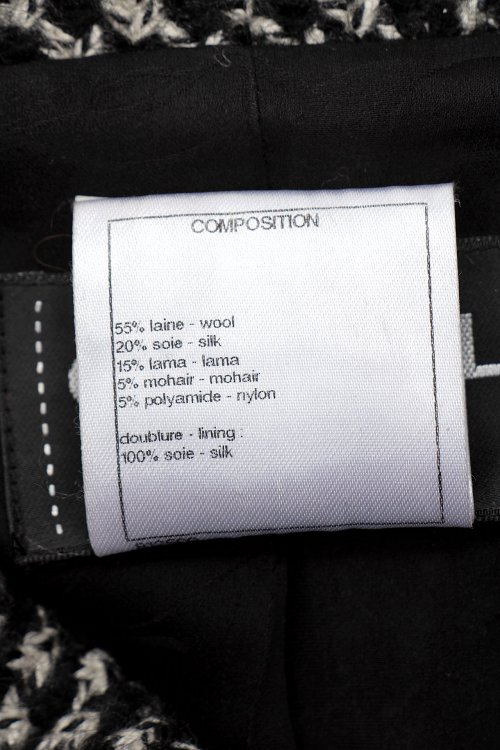 COMPOSITION
55% laine - wool
20% soie - silk
15% lama - lama
5% mohair - mohair
5% polyamide - nylon
doublure - lining :
100% soie - silk